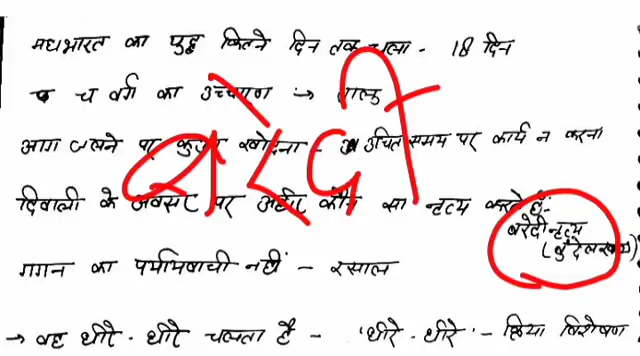 महाभारत का युद्ध कितने दिन तक चला - 18 दिन
च वर्ग का उच्चारण → तालु
आग लगने पर कुआँ खोदना - उचित समय पर कार्य न करना
दिवाली के अवसर पर अहीर कौन सा नृत्य करते हैं:-
बरेदी नृत्य
(बुंदेलखण्ड)
बरेदी
गगन का पर्यायवाची नहीं - रसाल
→ वह धीरे-धीरे चलता है - 'धीरे-धीरे' - क्रिया विशेषण